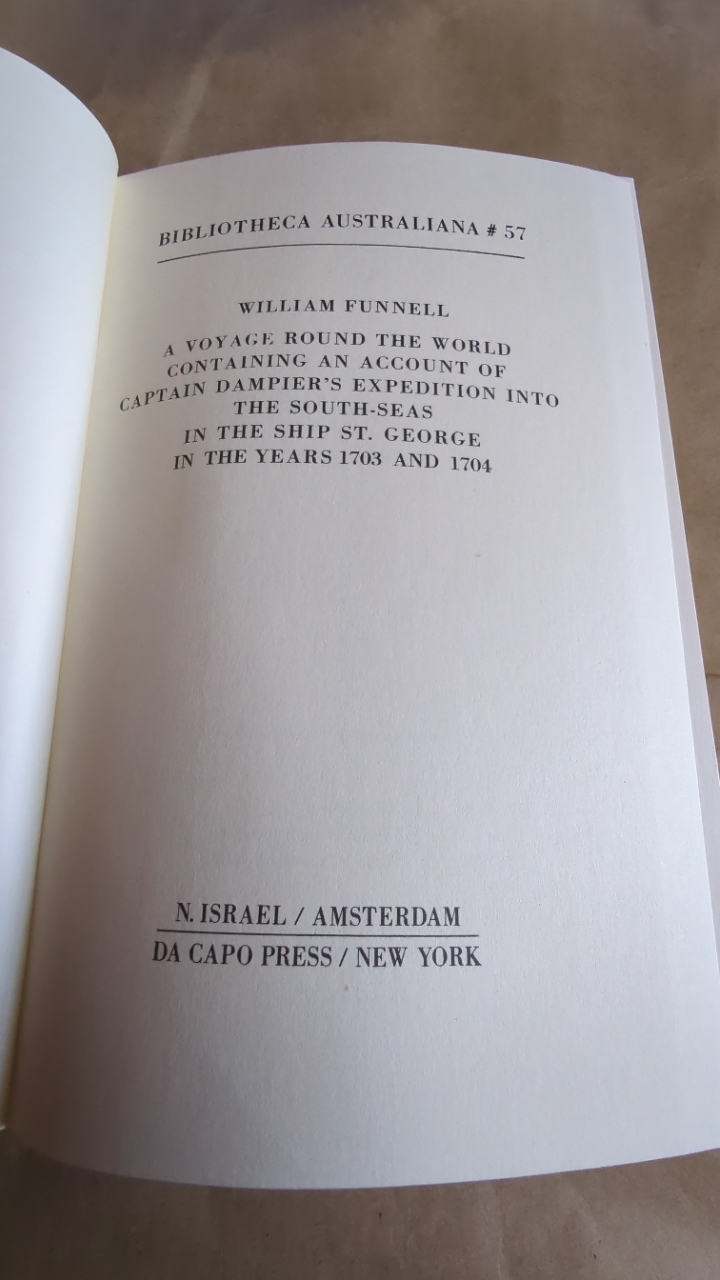 BIBLIOTHECA AUSTRALIANA # 57
WILLIAM FUNNELL
A VOYAGE ROUND THE WORLD
CONTAINING AN ACCOUNT OF
CAPTAIN DAMPIER'S EXPEDITION INTO
THE SOUTH-SEAS
IN THE SHIP ST. GEORGE
IN THE YEARS 1703 AND 1704
N. ISRAEL / AMSTERDAM
DA CAPO PRESS / NEW YORK